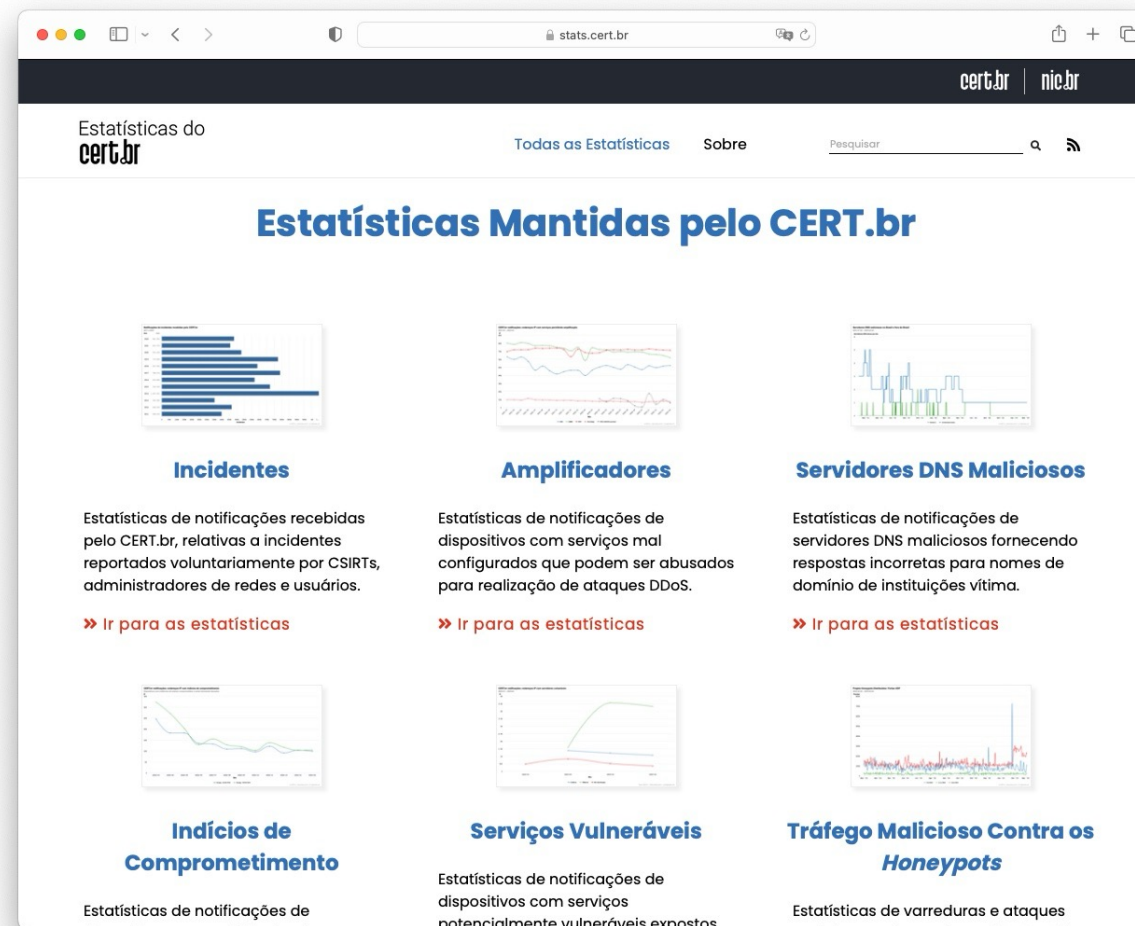 stats.cert.br
cert.br | nic.br
Estatísticas do
cert.br
Todas as Estatísticas
Sobre
Pesquisar
Estatísticas Mantidas pelo CERT.br
Incidentes
Estatísticas de notificações recebidas
pelo CERT.br, relativas a incidentes
reportados voluntariamente por CSIRTs,
administradores de redes e usuários.
» Ir para as estatísticas
Amplificadores
Estatísticas de notificações de
dispositivos com serviços mal
configurados que podem ser abusados
para realização de ataques DDoS.
» Ir para as estatísticas
Servidores DNS Maliciosos
Estatísticas de notificações de
servidores DNS maliciosos fornecendo
respostas incorretas para nomes de
domínio de instituições vítima.
» Ir para as estatísticas
Indícios de
Comprometimento
Estatísticas de notificações de
Serviços Vulneráveis
Estatísticas de notificações de
dispositivos com serviços
potencialmente vulneráveis expostos
Tráfego Malicioso Contra os
Honeypots
Estatísticas de varreduras e ataques